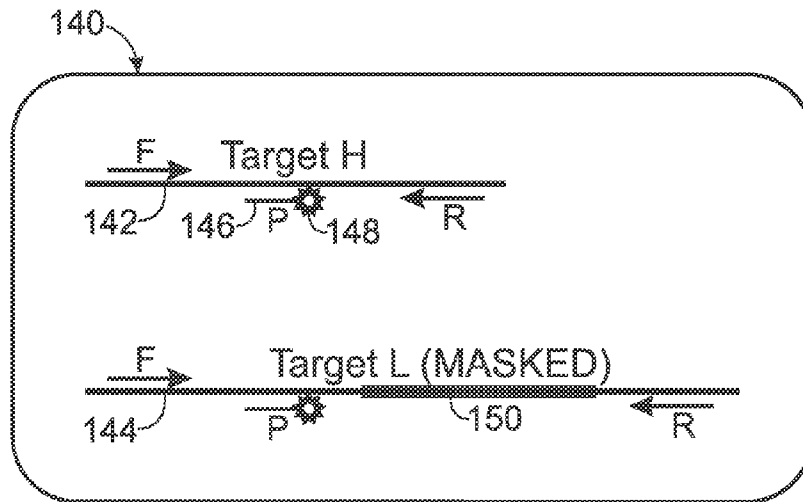 140
F
Target H
142
146
P
148
R
F
Target L (MASKED)
144
P
150
R